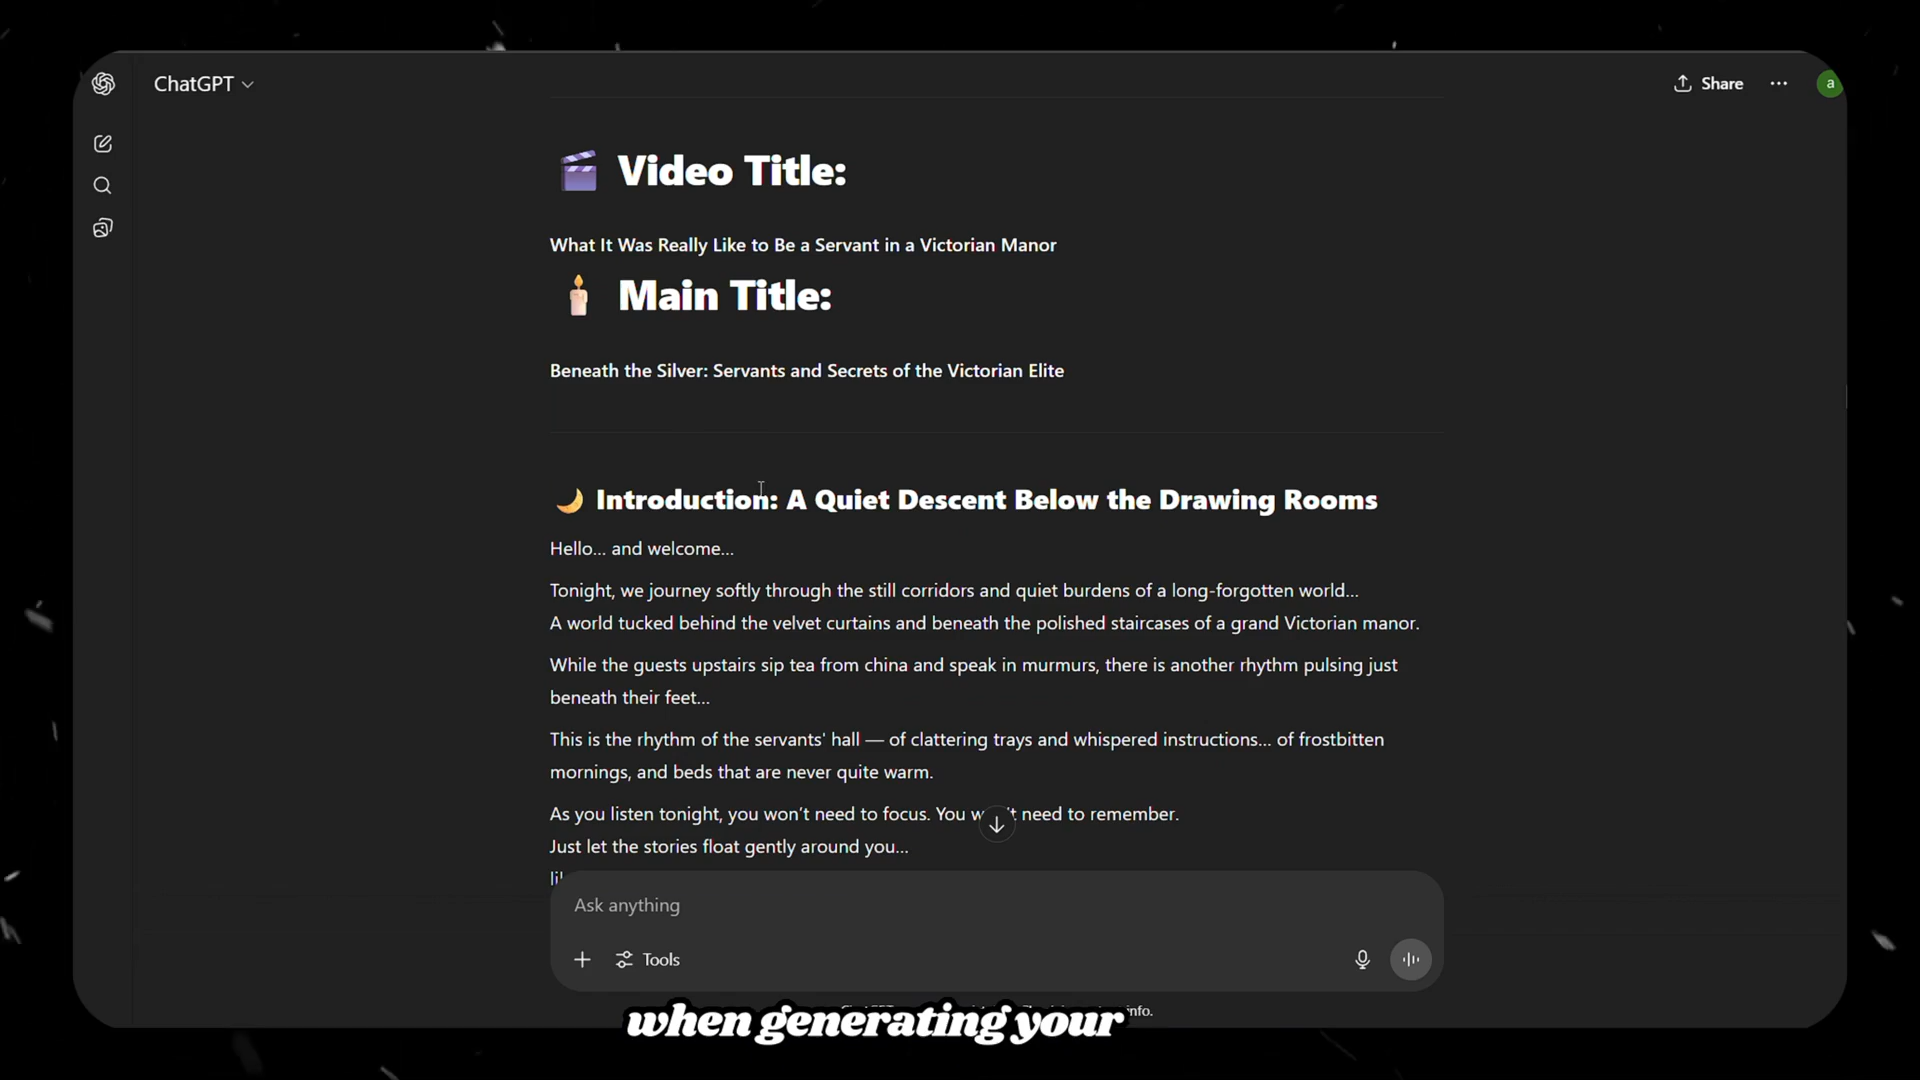 ChatGPT
Share
a
Video Title:
What It Was Really Like to Be a Servant in a Victorian Manor
Main Title:
Beneath the Silver: Servants and Secrets of the Victorian Elite
Introduction: A Quiet Descent Below the Drawing Rooms
Hello... and welcome...
Tonight, we journey softly through the still corridors and quiet burdens of a long-forgotten world...
A world tucked behind the velvet curtains and beneath the polished staircases of a grand Victorian manor.
While the guests upstairs sip tea from china and speak in murmurs, there is another rhythm pulsing just
beneath their feet...
This is the rhythm of the servants' hall — of clattering trays and whispered instructions... of frostbitten
mornings, and beds that are never quite warm.
As you listen tonight, you won't need to focus. You need to remember.
Just let the stories float gently around you...
Ask anything
Tools
info.
when generating your